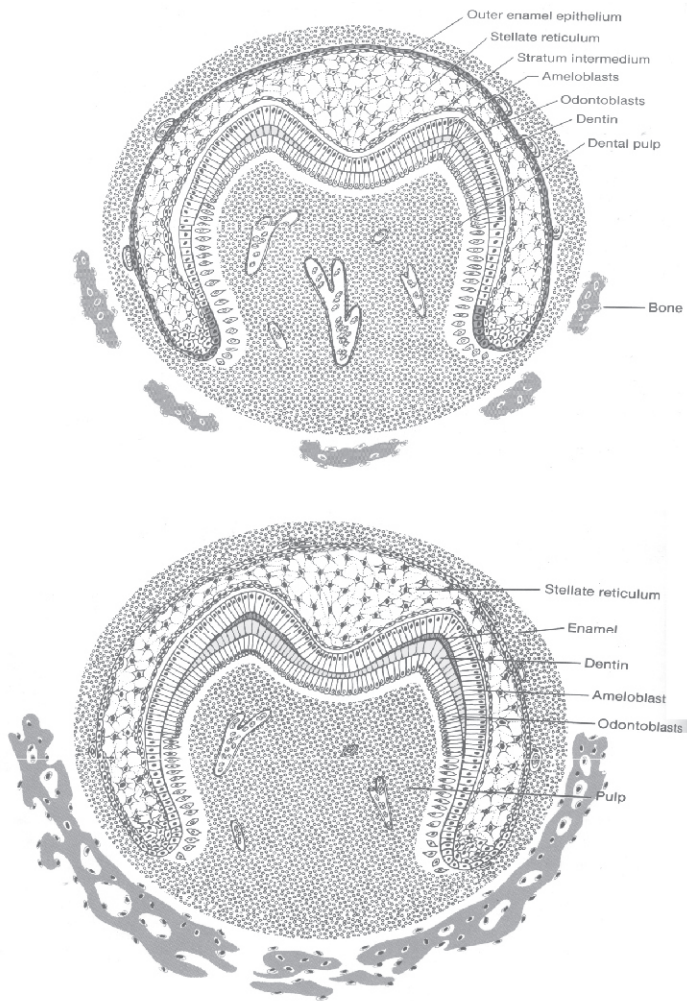 Outer enamel epithelium
Stellate reticulum
Stratum intermedium
Ameloblasts
Odontoblasts
Dentin
Dental pulp
Bone
Stellate reticulum
Enamel
Dentin
Ameloblast
Odontoblasts
Pulp